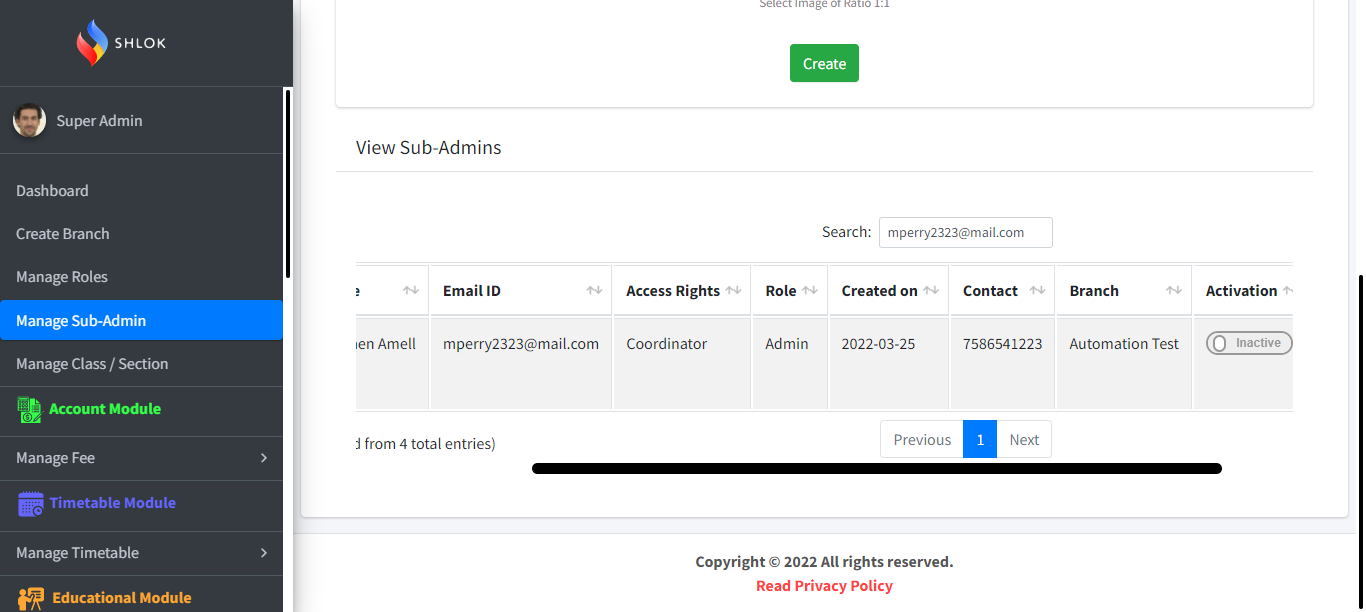 SHLOK
Super Admin
Dashboard
Create Branch
Manage Roles
Manage Sub-Admin
Manage Class / Section
Account Module
Manage Fee
Timetable Module
Manage Timetable
Educational Module
Select Image of Ratio 1:1
Create
View Sub-Admins
Search: mperry2323@mail.com
Email ID Access Rights Role Created on Contact Branch Activation
Amell mperry2323@mail.com Coordinator Admin 2022-03-25 7586541223 Automation Test Inactive
from 4 total entries)
Previous 1 Next
Copyright © 2022 All rights reserved.
Read Privacy Policy